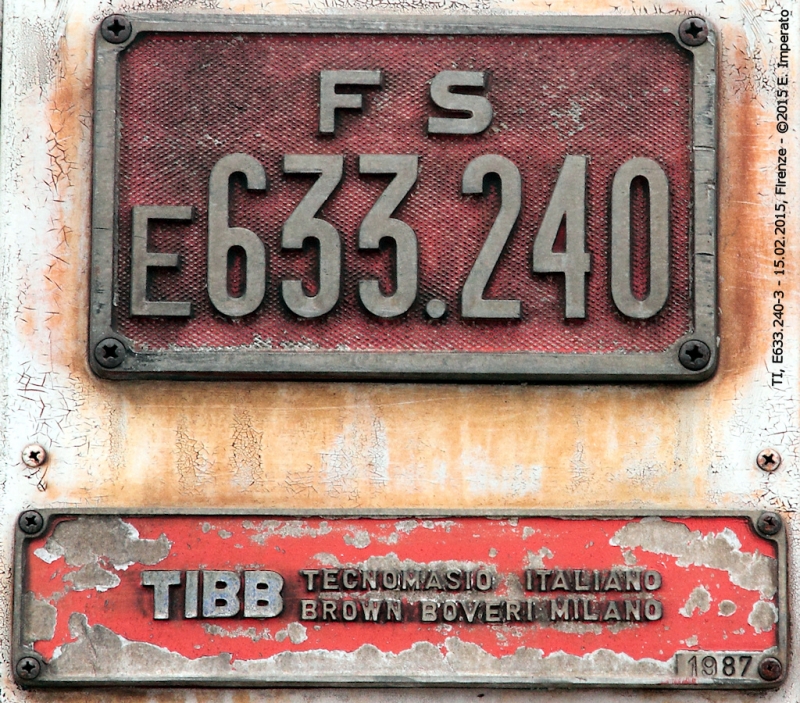 F S
E633.240
TIBB TECNOMASIO ITALIANO
BROWN BOVERI MILANO
1987
TI, E633.240-3 - 15.02.2015, Firenze - ©2015 E. Imperato